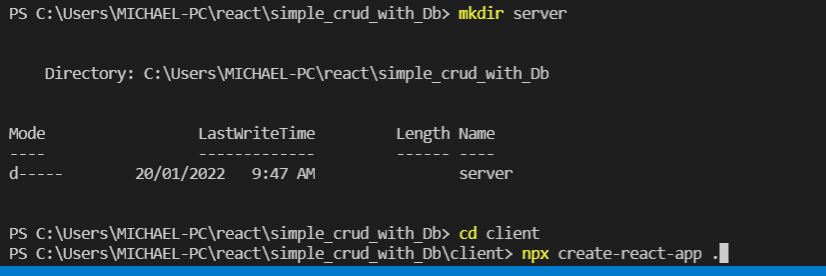 PS C:\Users\MICHAEL-PC\react\simple_crud_with_Db> mkdir server
Directory: C:\Users\MICHAEL-PC\react\simple_crud_with_Db
Mode LastWriteTime Length Name
---- ------------- ------ ----
d----- 20/01/2022 9:47 AM server
PS C:\Users\MICHAEL-PC\react\simple_crud_with_Db> cd client
PS C:\Users\MICHAEL-PC\react\simple_crud_with_Db\client> npx create-react-app .